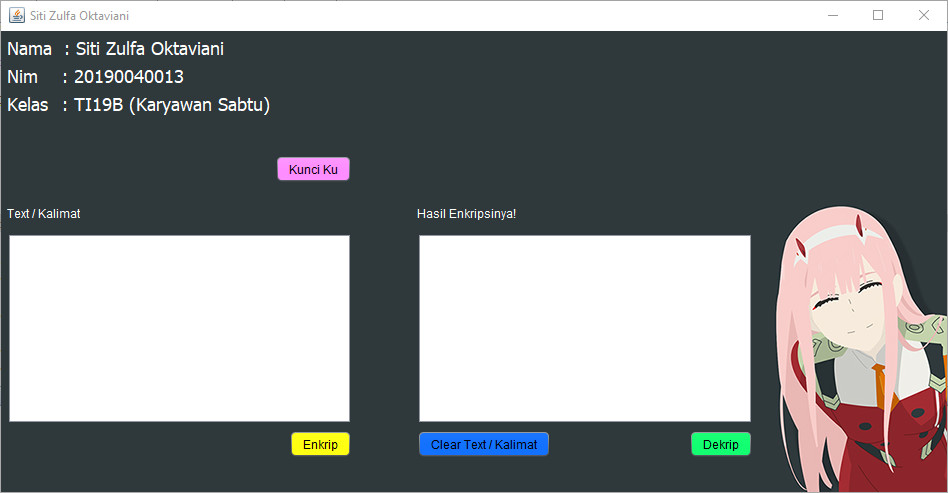 Siti Zulfa Oktaviani
Nama : Siti Zulfa Oktaviani
Nim : 20190040013
Kelas : TI19B (Karyawan Sabtu)
Kunci Ku
Text / Kalimat
Hasil Enkripsinya!
Enkrip
Clear Text / Kalimat
Dekrip